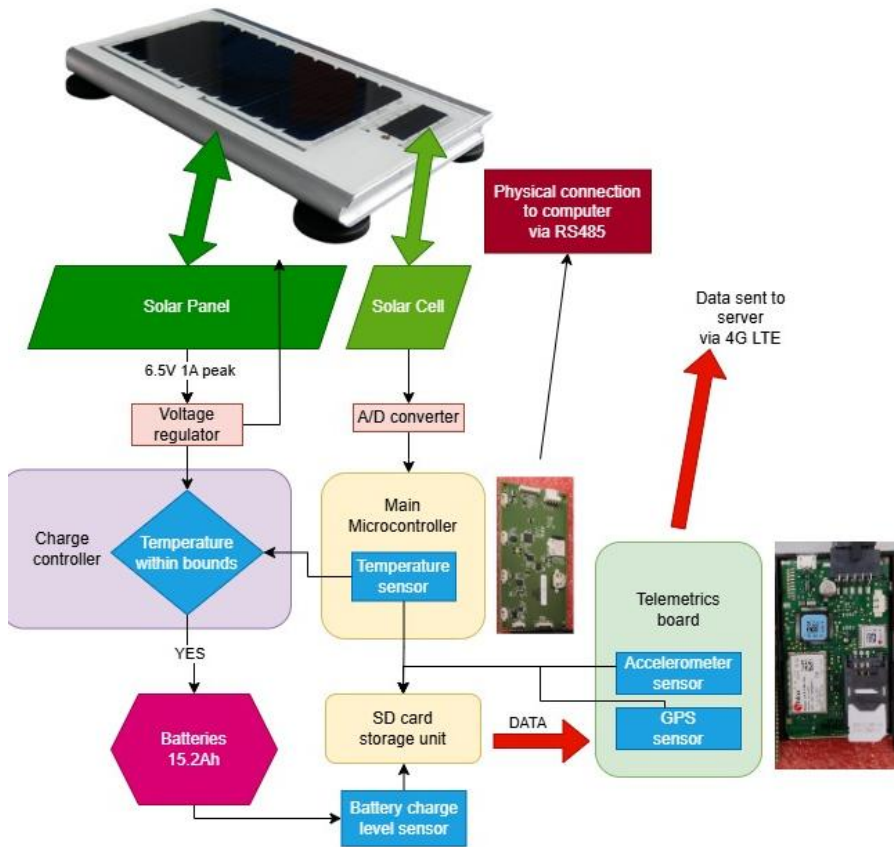 Physical connection
to computer
via RS485
Solar Panel
Solar Cell
Data sent to
server
via 4G LTE
6.5V 1A peak
Voltage
regulator
A/D converter
Main
Microcontroller
Charge
controller
Temperature
within bounds
Temperature
sensor
Telemetrics
board
YES
Accelerometer
sensor
GPS
sensor
Batteries
15.2Ah
SD card
storage unit
DATA
Battery charge
level sensor